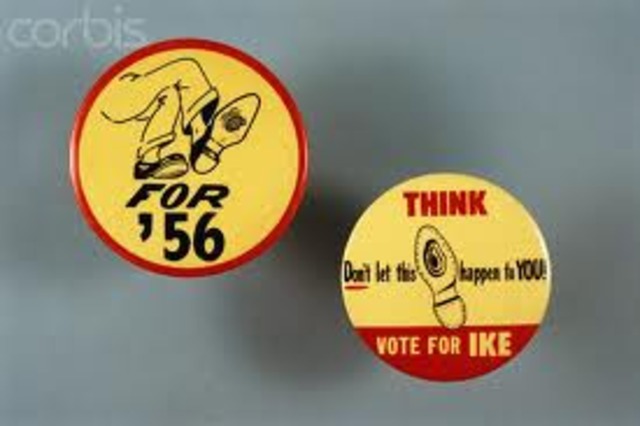 corbis
FOR
'56
THINK
Don't let this happen to YOU!
VOTE FOR IKE